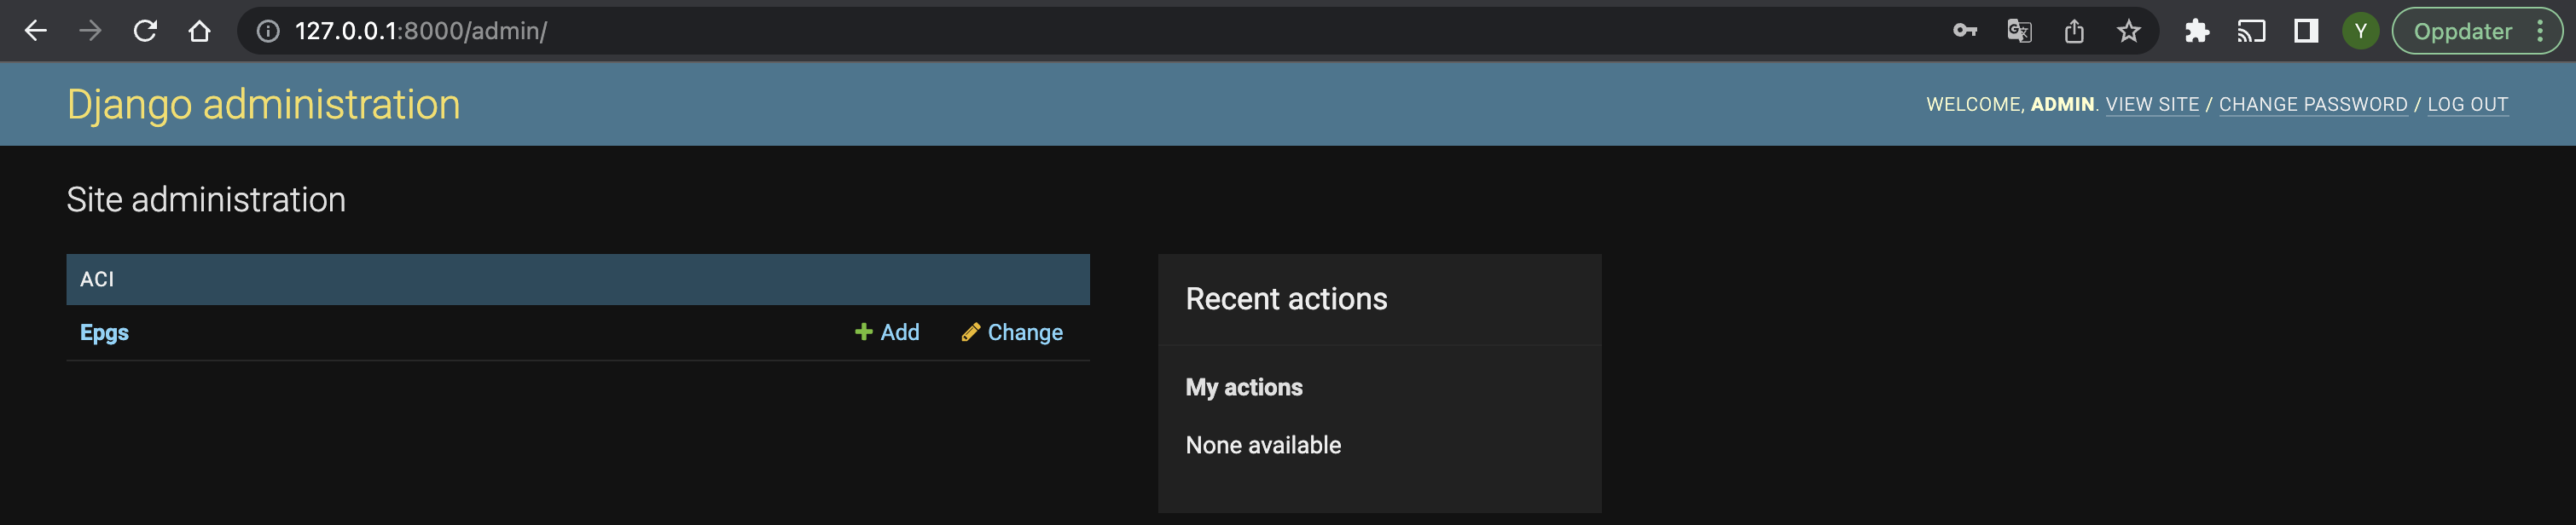 127.0.0.1:8000/admin/
Y
Oppdater
Django administration
WELCOME, ADMIN. VIEW SITE / CHANGE PASSWORD / LOG OUT
Site administration
ACI
Epgs
Add
Change
Recent actions
My actions
None available